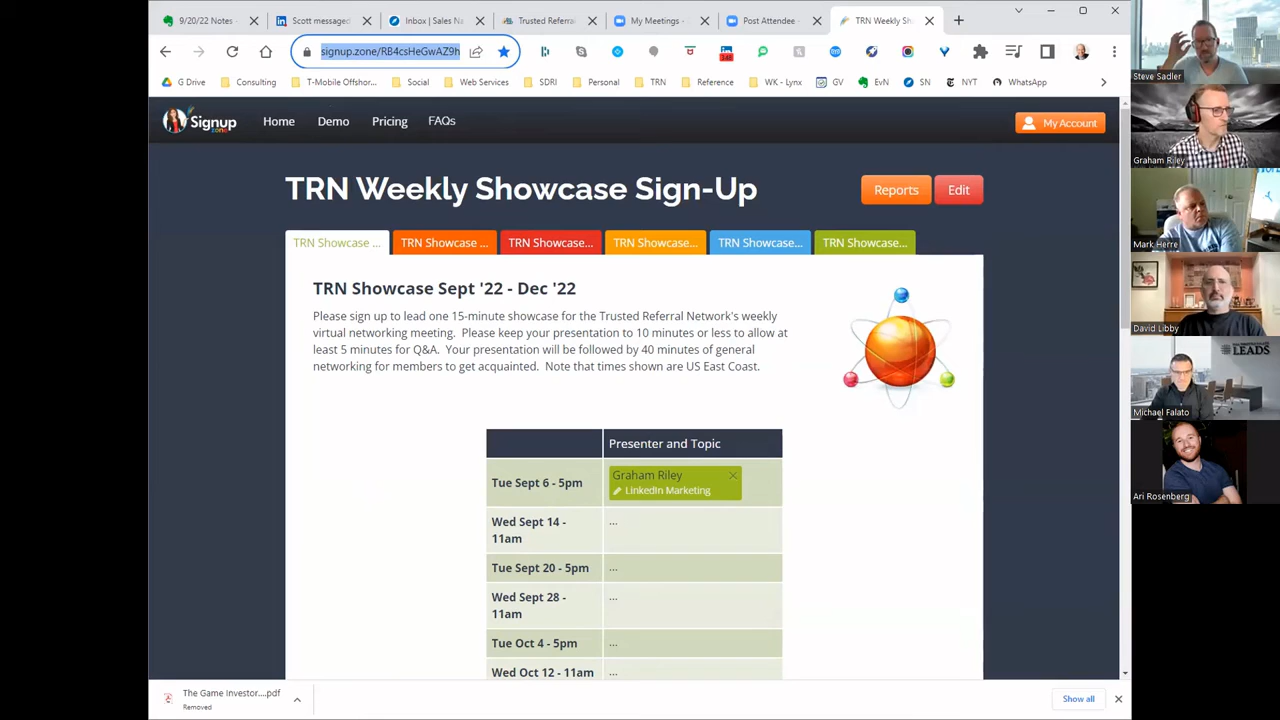 9/20/22 Notes -
Scott messaged
Inbox | Sales Na
Trusted Referra
My Meetings -
Post Attendee
TRN Weekly Sh
signup.zone/RB4csHeGwAZ9h
G Drive
Consulting
T-Mobile Offshor...
Social
Web Services
SDRI
Personal
TRN
Reference
WK - Lynx
GV
EvN
SN
NYT
WhatsApp
Signup
zone
Home
Demo
Pricing
FAQs
My Account
TRN Weekly Showcase Sign-Up
Reports
Edit
TRN Showcase ...
TRN Showcase ...
TRN Showcase...
TRN Showcase...
TRN Showcase...
TRN Showcase...
TRN Showcase Sept '22 - Dec '22
Please sign up to lead one 15-minute showcase for the Trusted Referral Network's weekly
virtual networking meeting. Please keep your presentation to 10 minutes or less to allow at
least 5 minutes for Q&A. Your presentation will be followed by 40 minutes of general
networking for members to get acquainted. Note that times shown are US East Coast.
Presenter and Topic
Tue Sept 6 - 5pm
Graham Riley
LinkedIn Marketing
Wed Sept 14 -
11am
...
Tue Sept 20 - 5pm
...
Wed Sept 28 -
11am
...
Tue Oct 4 - 5pm
...
Wed Oct 12 - 11am
...
The Game Investor....pdf
Removed
Show all
Steve Sadler
Graham Riley
Mark Herre
David Libby
LEADS
Michael Falato
Ari Rosenberg